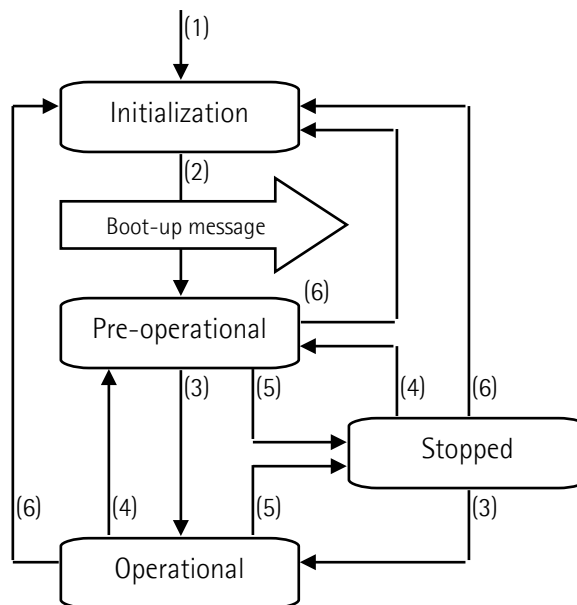 (1)
Initialization
(2)
Boot-up message
(6)
Pre-operational
(3)
(5)
(4)
(6)
Stopped
(6)
(4)
(5)
(3)
Operational